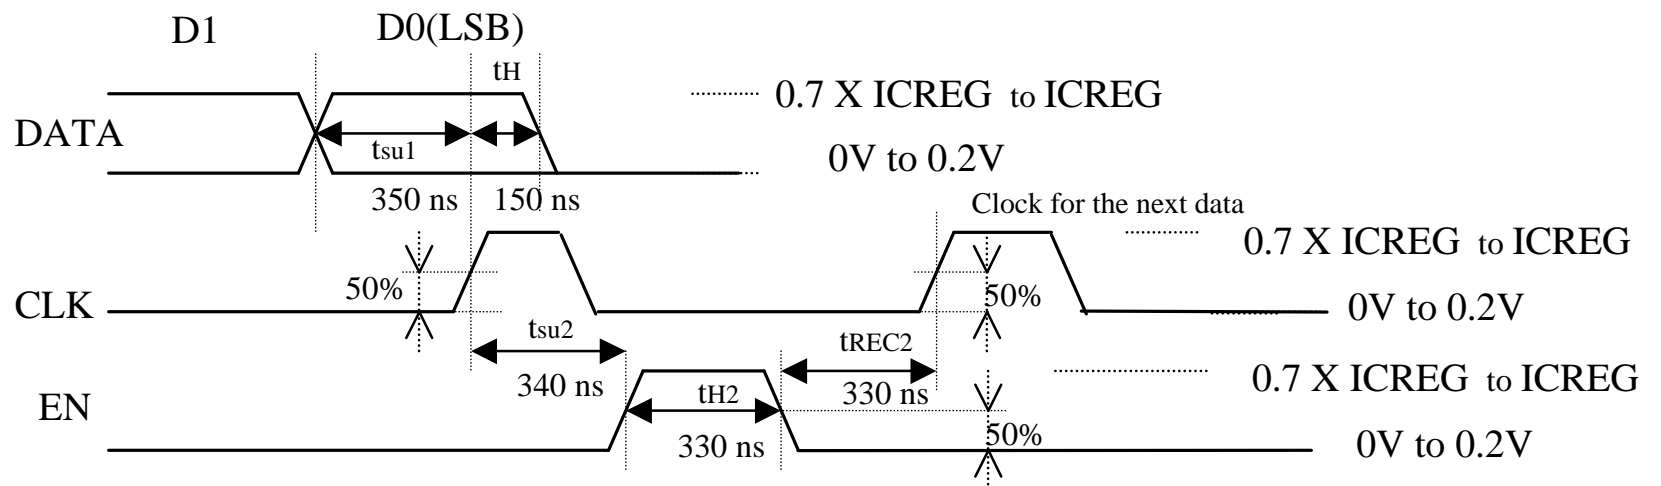 D1 D0(LSB)
tH
0.7 X ICREG to ICREG
DATA
tsu1
0V to 0.2V
350 ns 150 ns
Clock for the next data
0.7 X ICREG to ICREG
50%
50%
CLK
0V to 0.2V
tsu2
tREC2
340 ns
330 ns
0.7 X ICREG to ICREG
tH2
EN
50%
330 ns
0V to 0.2V